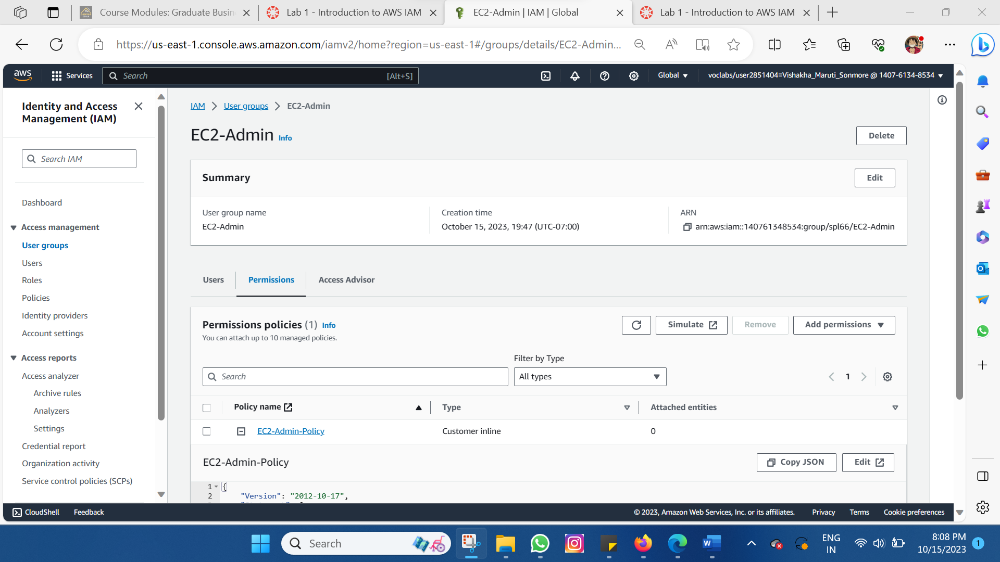 Course Modules: Graduate Busin
Lab 1 - Introduction to AWS IAM
EC2-Admin | IAM | Global
Lab 1 - Introduction to AWS IAM
https://us-east-1.console.aws.amazon.com/iamv2/home?region=us-east-1#/groups/details/EC2-Admin...
aws
Services
Search
[Alt+S]
Global
voclabs/user2851404=Vishakha_Maruti_Sonmore @ 1407-6134-8534
Identity and Access
Management (IAM)
Search IAM
Dashboard
Access management
User groups
Users
Roles
Policies
Identity providers
Account settings
Access reports
Access analyzer
Archive rules
Analyzers
Settings
Credential report
Organization activity
Service control policies (SCPs)
IAM > User groups > EC2-Admin
EC2-Admin Info
Delete
Summary
Edit
User group name
EC2-Admin
Creation time
October 15, 2023, 19:47 (UTC-07:00)
ARN
arn:aws:iam::140761348534:group/spl66/EC2-Admin
Users
Permissions
Access Advisor
Permissions policies (1) Info
You can attach up to 10 managed policies.
Simulate
Remove
Add permissions
Filter by Type
Search
All types
1
Policy name
Type
Attached entities
EC2-Admin-Policy
Customer inline
0
EC2-Admin-Policy
Copy JSON
Edit
1 {
2 "Version": "2012-10-17",
CloudShell
Feedback
© 2023, Amazon Web Services, Inc. or its affiliates.
Privacy
Terms
Cookie preferences
Search
ENG
IN
8:08 PM
10/15/2023
1